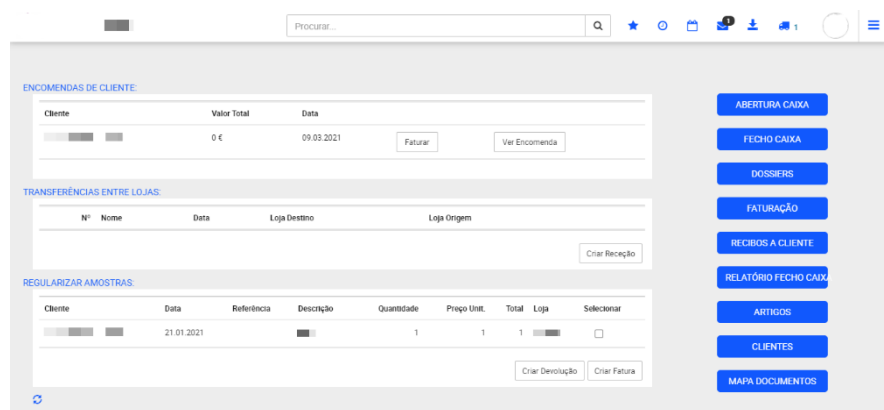 Procurar...
1
1
ENCOMENDAS DE CLIENTE:
Cliente Valor Total Data
0 € 09.03.2021 Faturar Ver Encomenda
TRANSFERÊNCIAS ENTRE LOJAS:
Nº Nome Data Loja Destino Loja Origem
Criar Receção
REGULARIZAR AMOSTRAS:
Cliente Data Referência Descrição Quantidade Preço Unit. Total Loja Selecionar
21.01.2021 1 1 1
Criar Devolução Criar Fatura
ABERTURA CAIXA
FECHO CAIXA
DOSSIERS
FATURAÇÃO
RECIBOS A CLIENTE
RELATÓRIO FECHO CAIXA
ARTIGOS
CLIENTES
MAPA DOCUMENTOS